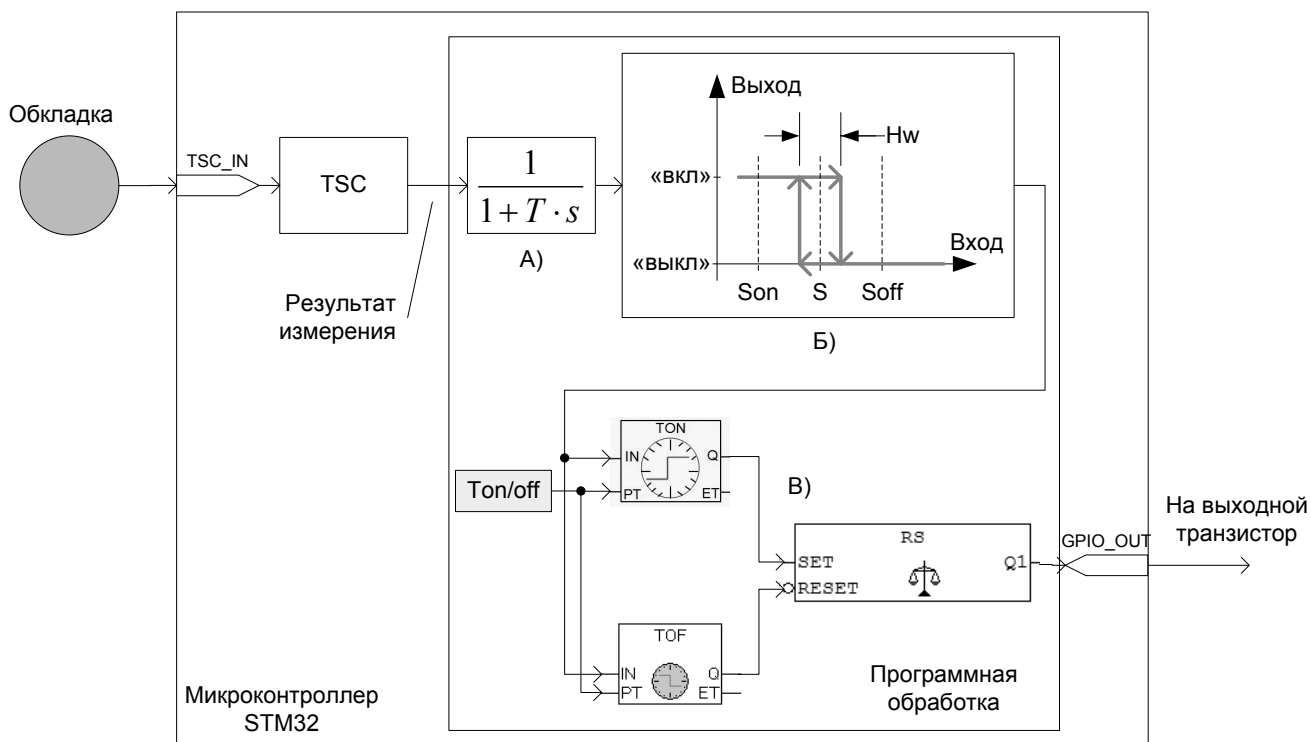 Обкладка
TSC_IN
TSC
Результат
измерения
1
1 + T · s
А)
Выход
Hw
«вкл»
«выкл»
Вход
Son
S
Soff
Б)
Ton/off
TON
IN
Q
PT
ET
В)
RS
SET
Q1
RESET
GPIO_OUT
На выходной
транзистор
TOF
IN
Q
PT
ET
Микроконтроллер
STM32
Программная
обработка